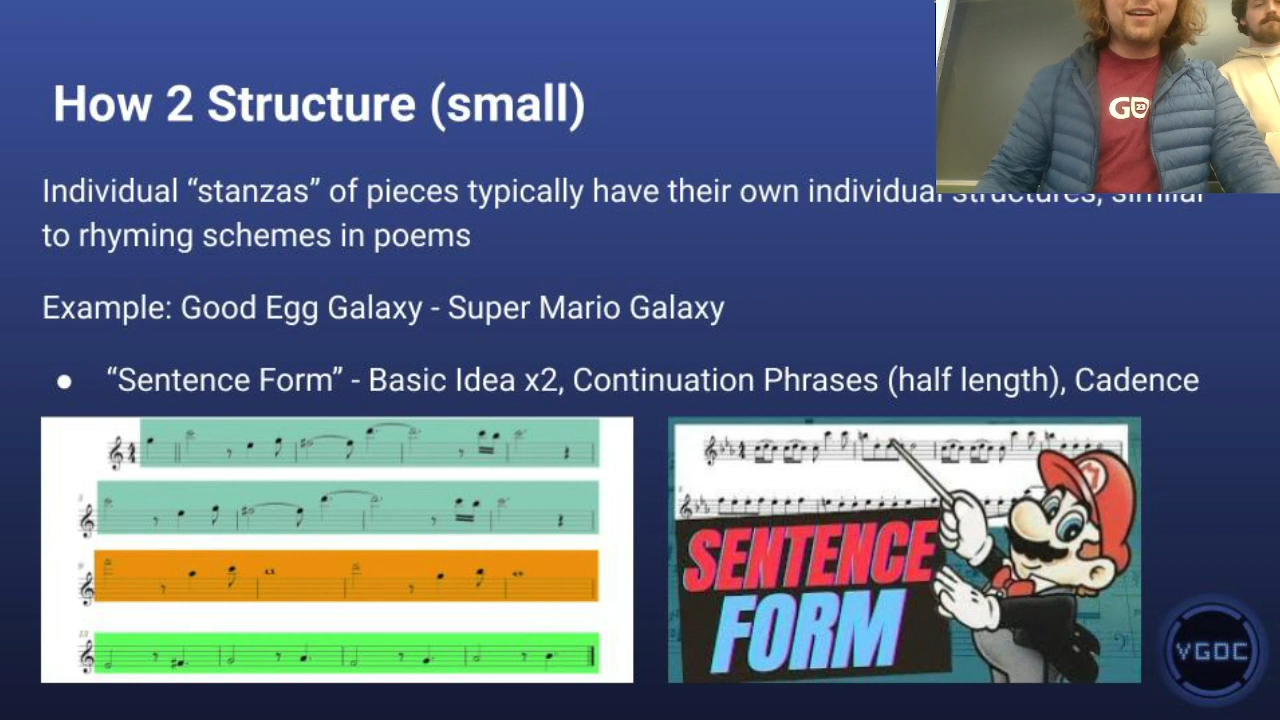 How 2 Structure (small)
Individual “stanzas” of pieces typically have their own individual structures, similar
to rhyming schemes in poems
Example: Good Egg Galaxy - Super Mario Galaxy
● “Sentence Form” - Basic Idea x2, Continuation Phrases (half length), Cadence
SENTENCE
FORM
M
VGDC